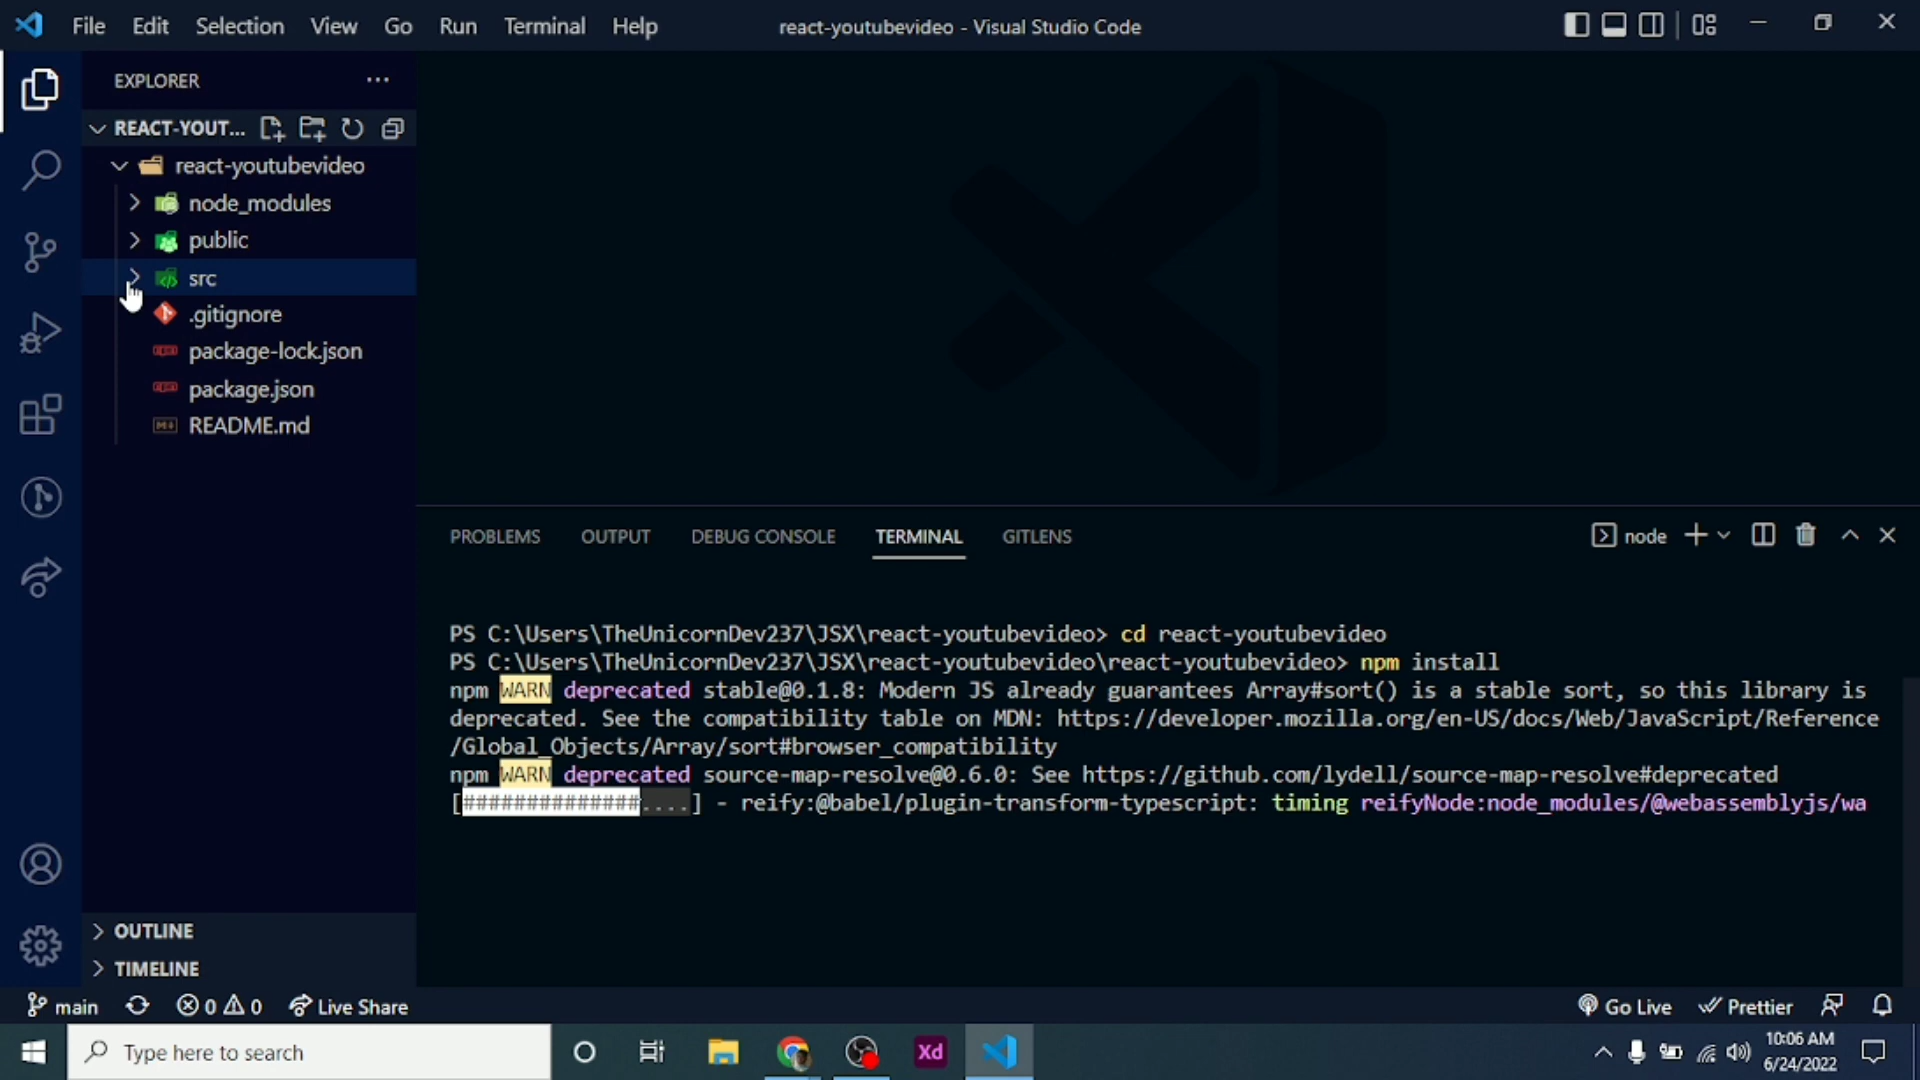 File Edit Selection View Go Run Terminal Help
react-youtubevideo - Visual Studio Code
EXPLORER
REACT-YOUT...
react-youtubevideo
node_modules
public
src
.gitignore
package-lock.json
package.json
README.md
PROBLEMS OUTPUT DEBUG CONSOLE TERMINAL GITLENS
node
PS C:\Users\TheUnicornDev237\JSX\react-youtubevideo> cd react-youtubevideo
PS C:\Users\TheUnicornDev237\JSX\react-youtubevideo\react-youtubevideo> npm install
npm WARN deprecated stable@0.1.8: Modern JS already guarantees Array#sort() is a stable sort, so this library is
deprecated. See the compatibility table on MDN: https://developer.mozilla.org/en-US/docs/Web/JavaScript/Reference
/Global_Objects/Array/sort#browser_compatibility
npm WARN deprecated source-map-resolve@0.6.0: See https://github.com/lydell/source-map-resolve#deprecated
[##############....] - reify:@babel/plugin-transform-typescript: timing reifyNode:node_modules/@webassemblyjs/wa
OUTLINE
TIMELINE
main 0 0 Live Share
Go Live Prettier
Type here to search
Xd
10:06 AM
6/24/2022